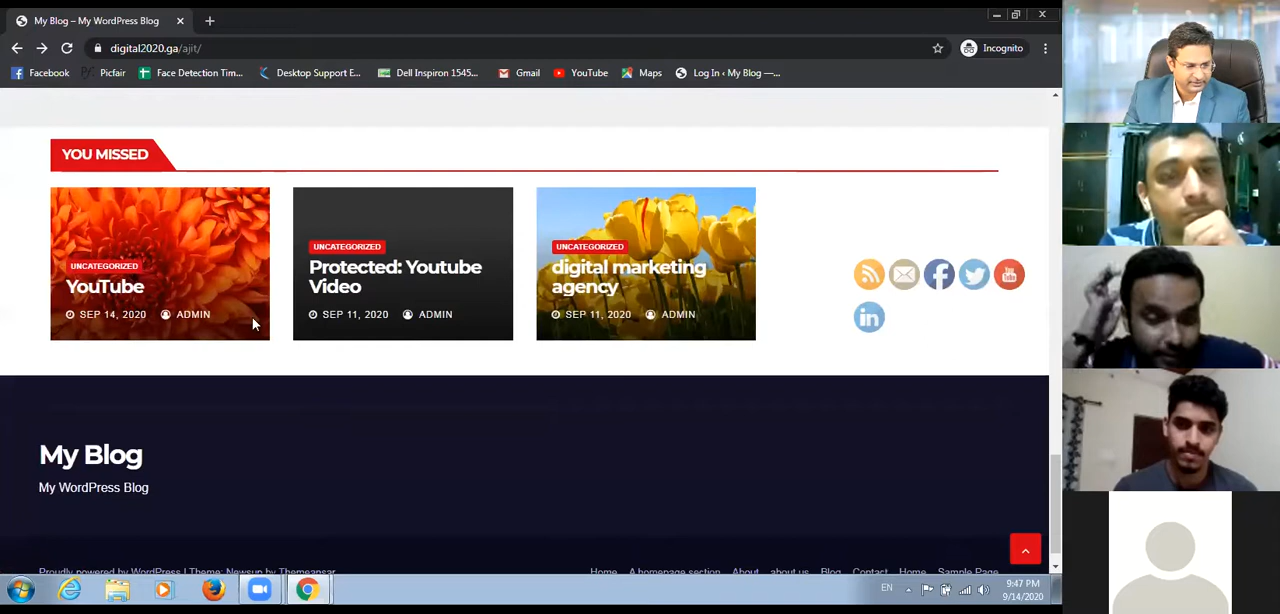 My Blog – My WordPress Blog
digital2020.ga/ajit/
Incognito
Facebook
Picfair
Face Detection Tim...
Desktop Support E...
Dell Inspiron 1545...
Gmail
YouTube
Maps
Log In ‹ My Blog —...
YOU MISSED
UNCATEGORIZED
YouTube
SEP 14, 2020 ADMIN
UNCATEGORIZED
Protected: Youtube
Video
SEP 11, 2020 ADMIN
UNCATEGORIZED
digital marketing
agency
SEP 11, 2020 ADMIN
You Tube
in
My Blog
My WordPress Blog
Proudly powered by WordPress | Theme: Newsup by Themeansar
Home A homepage section About about us Blog Contact Home Sample Page
EN
9:47 PM
9/14/2020